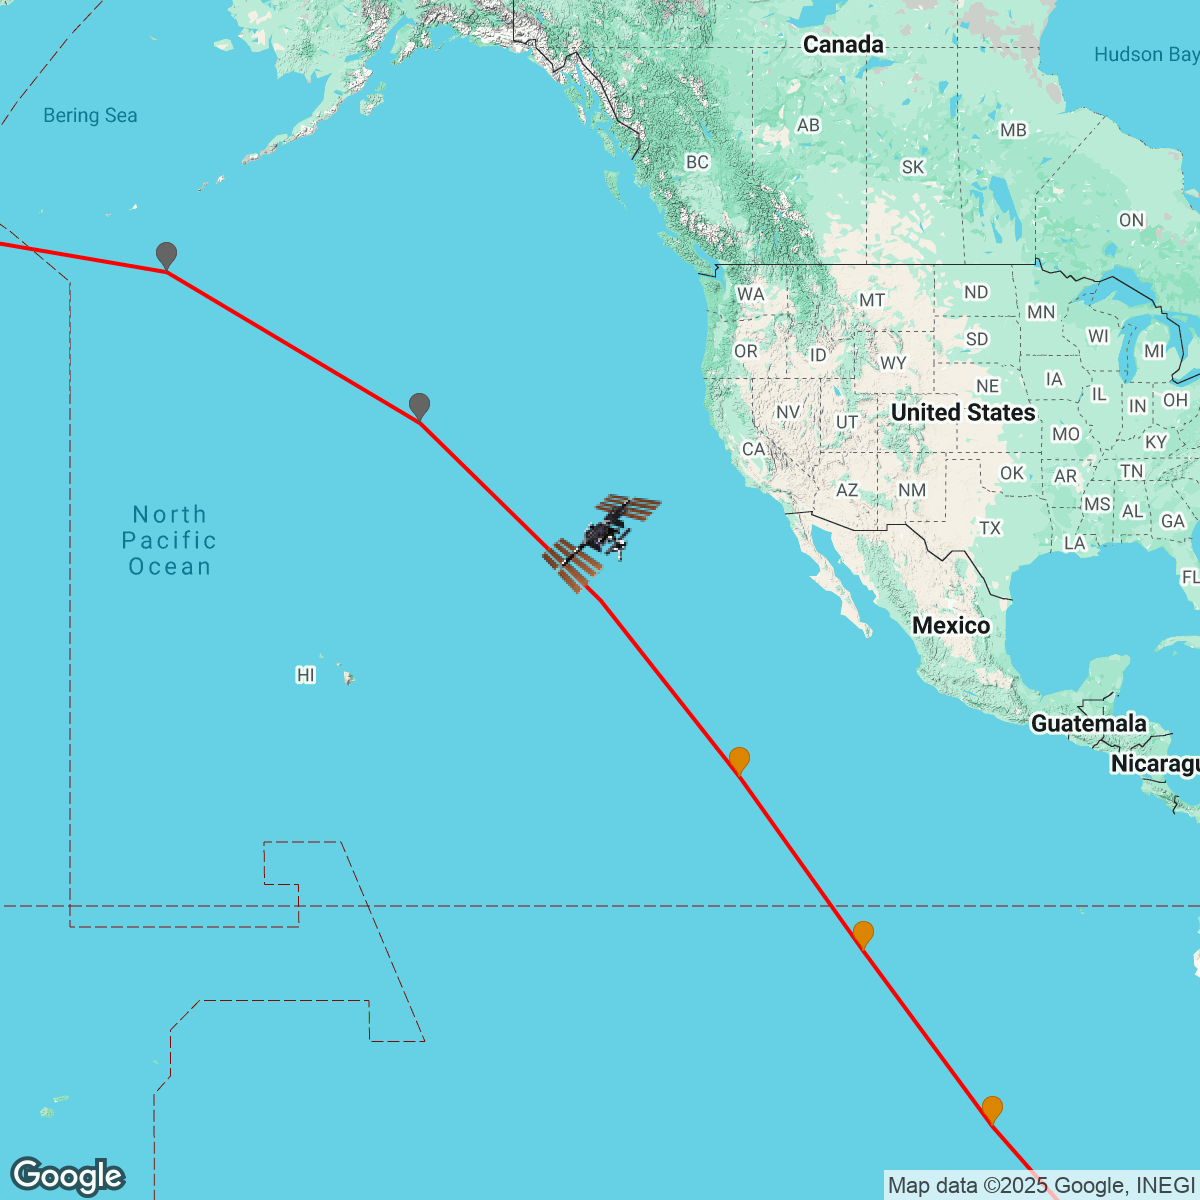 Canada
Hudson Bay
Bering Sea
AB
MB
BC
SK
ON
WA
MT
ND
MN
OR
ID
SD
WI
MI
WY
NE
IA
NV
UT
United States
IL
IN
OH
CA
MO
KY
AZ
NM
OK
AR
TN
MS
AL
GA
TX
LA
FL
North
Pacific
Ocean
Mexico
HI
Guatemala
Nicaragu
Google
Map data ©2025 Google, INEGI